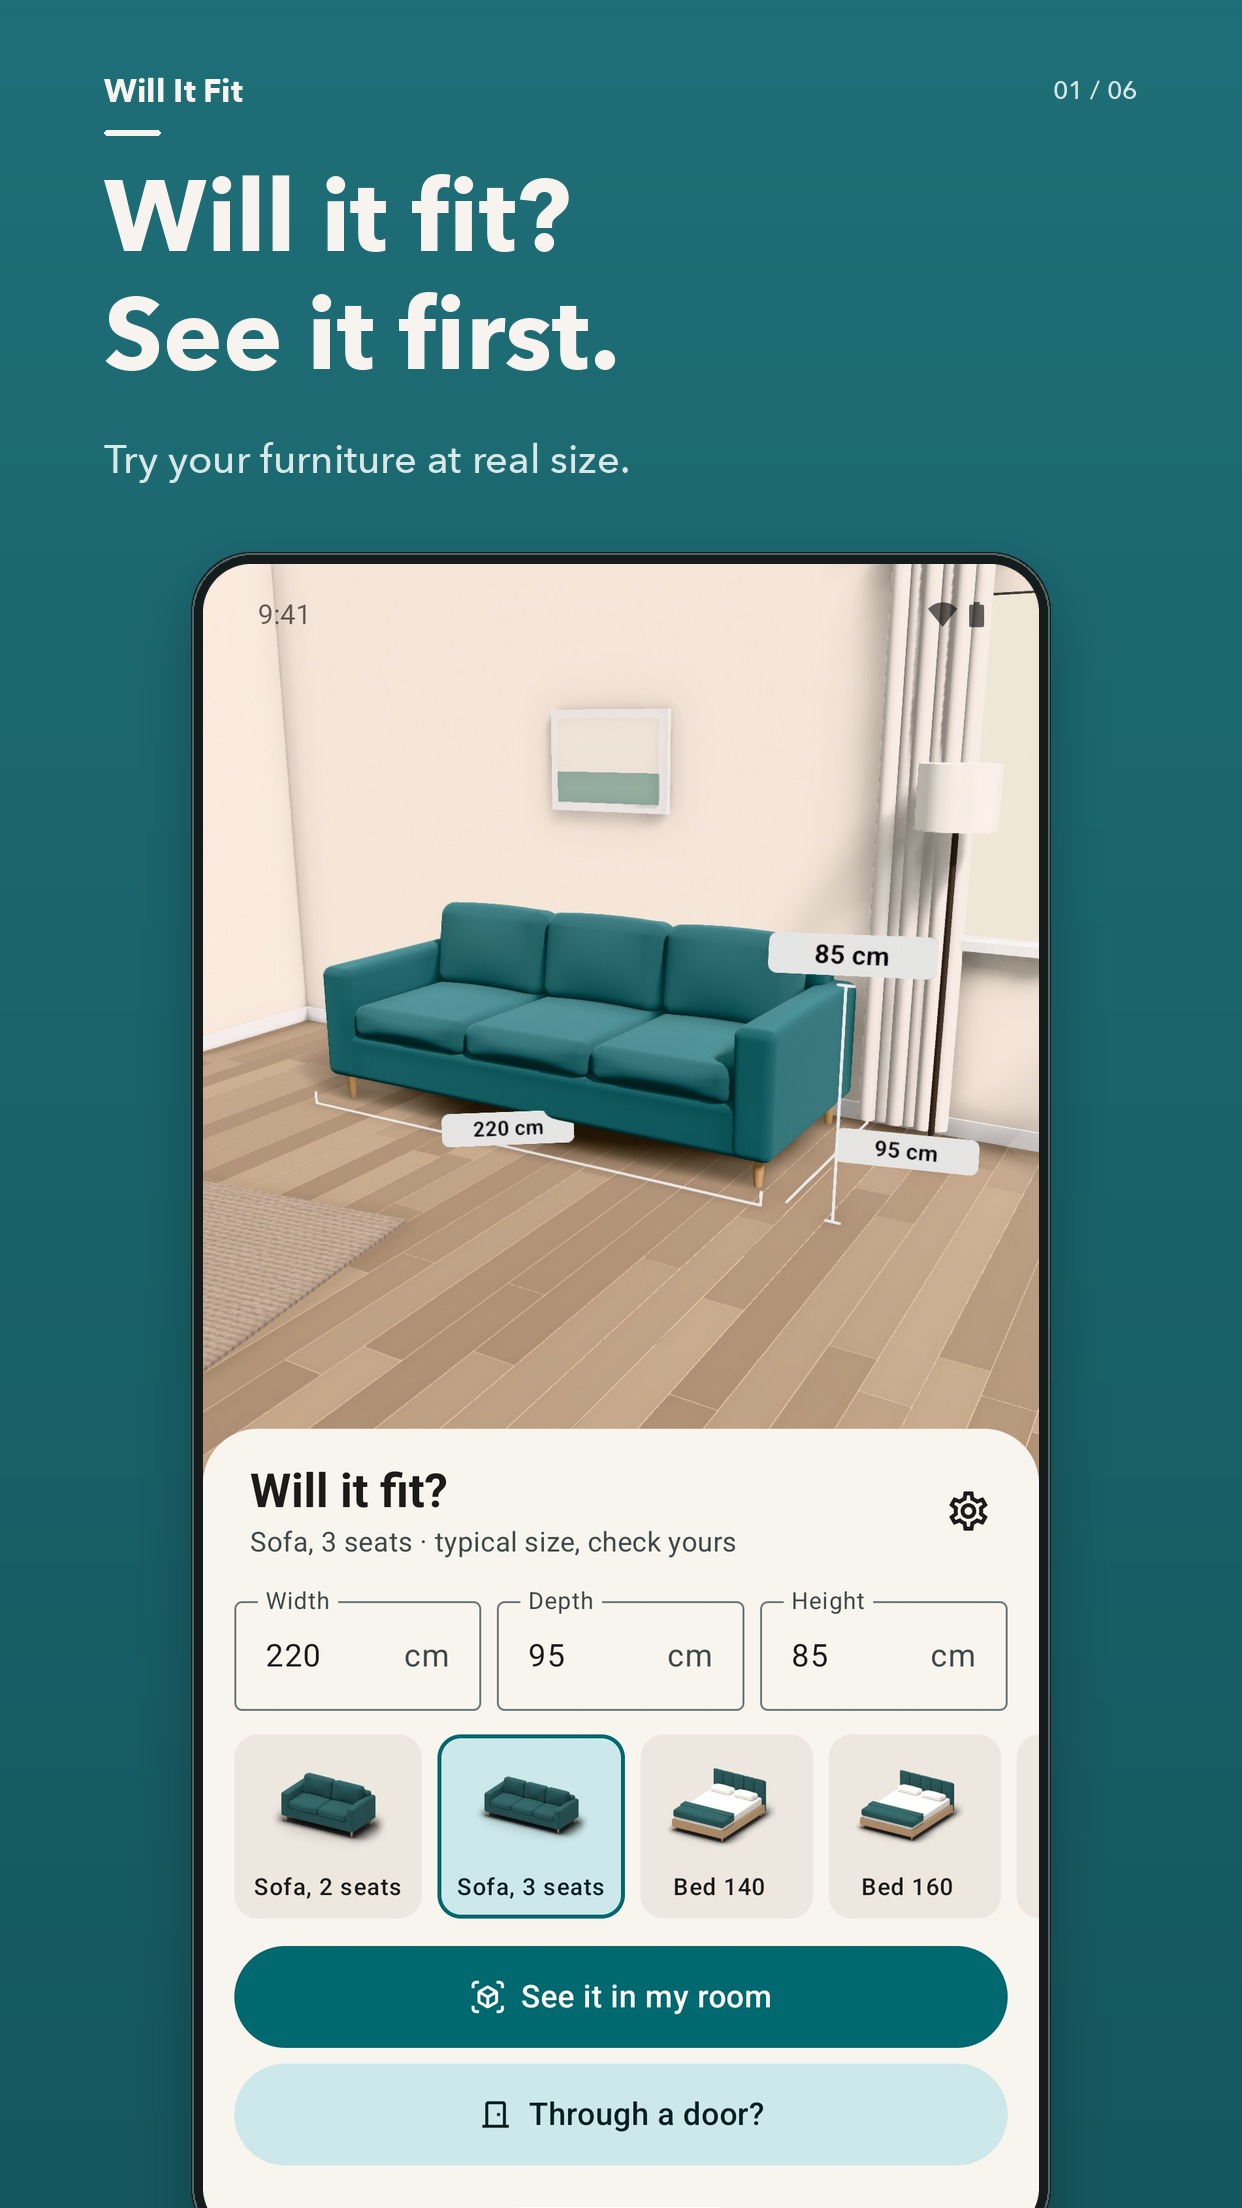 Will It Fit
01 / 06
Will it fit?
See it first.
Try your furniture at real size.
9:41
85 cm
220 cm
95 cm
Will it fit?
Sofa, 3 seats · typical size, check yours
Width
Depth
Height
220 cm
95 cm
85 cm
Sofa, 2 seats
Sofa, 3 seats
Bed 140
Bed 160
See it in my room
Through a door?